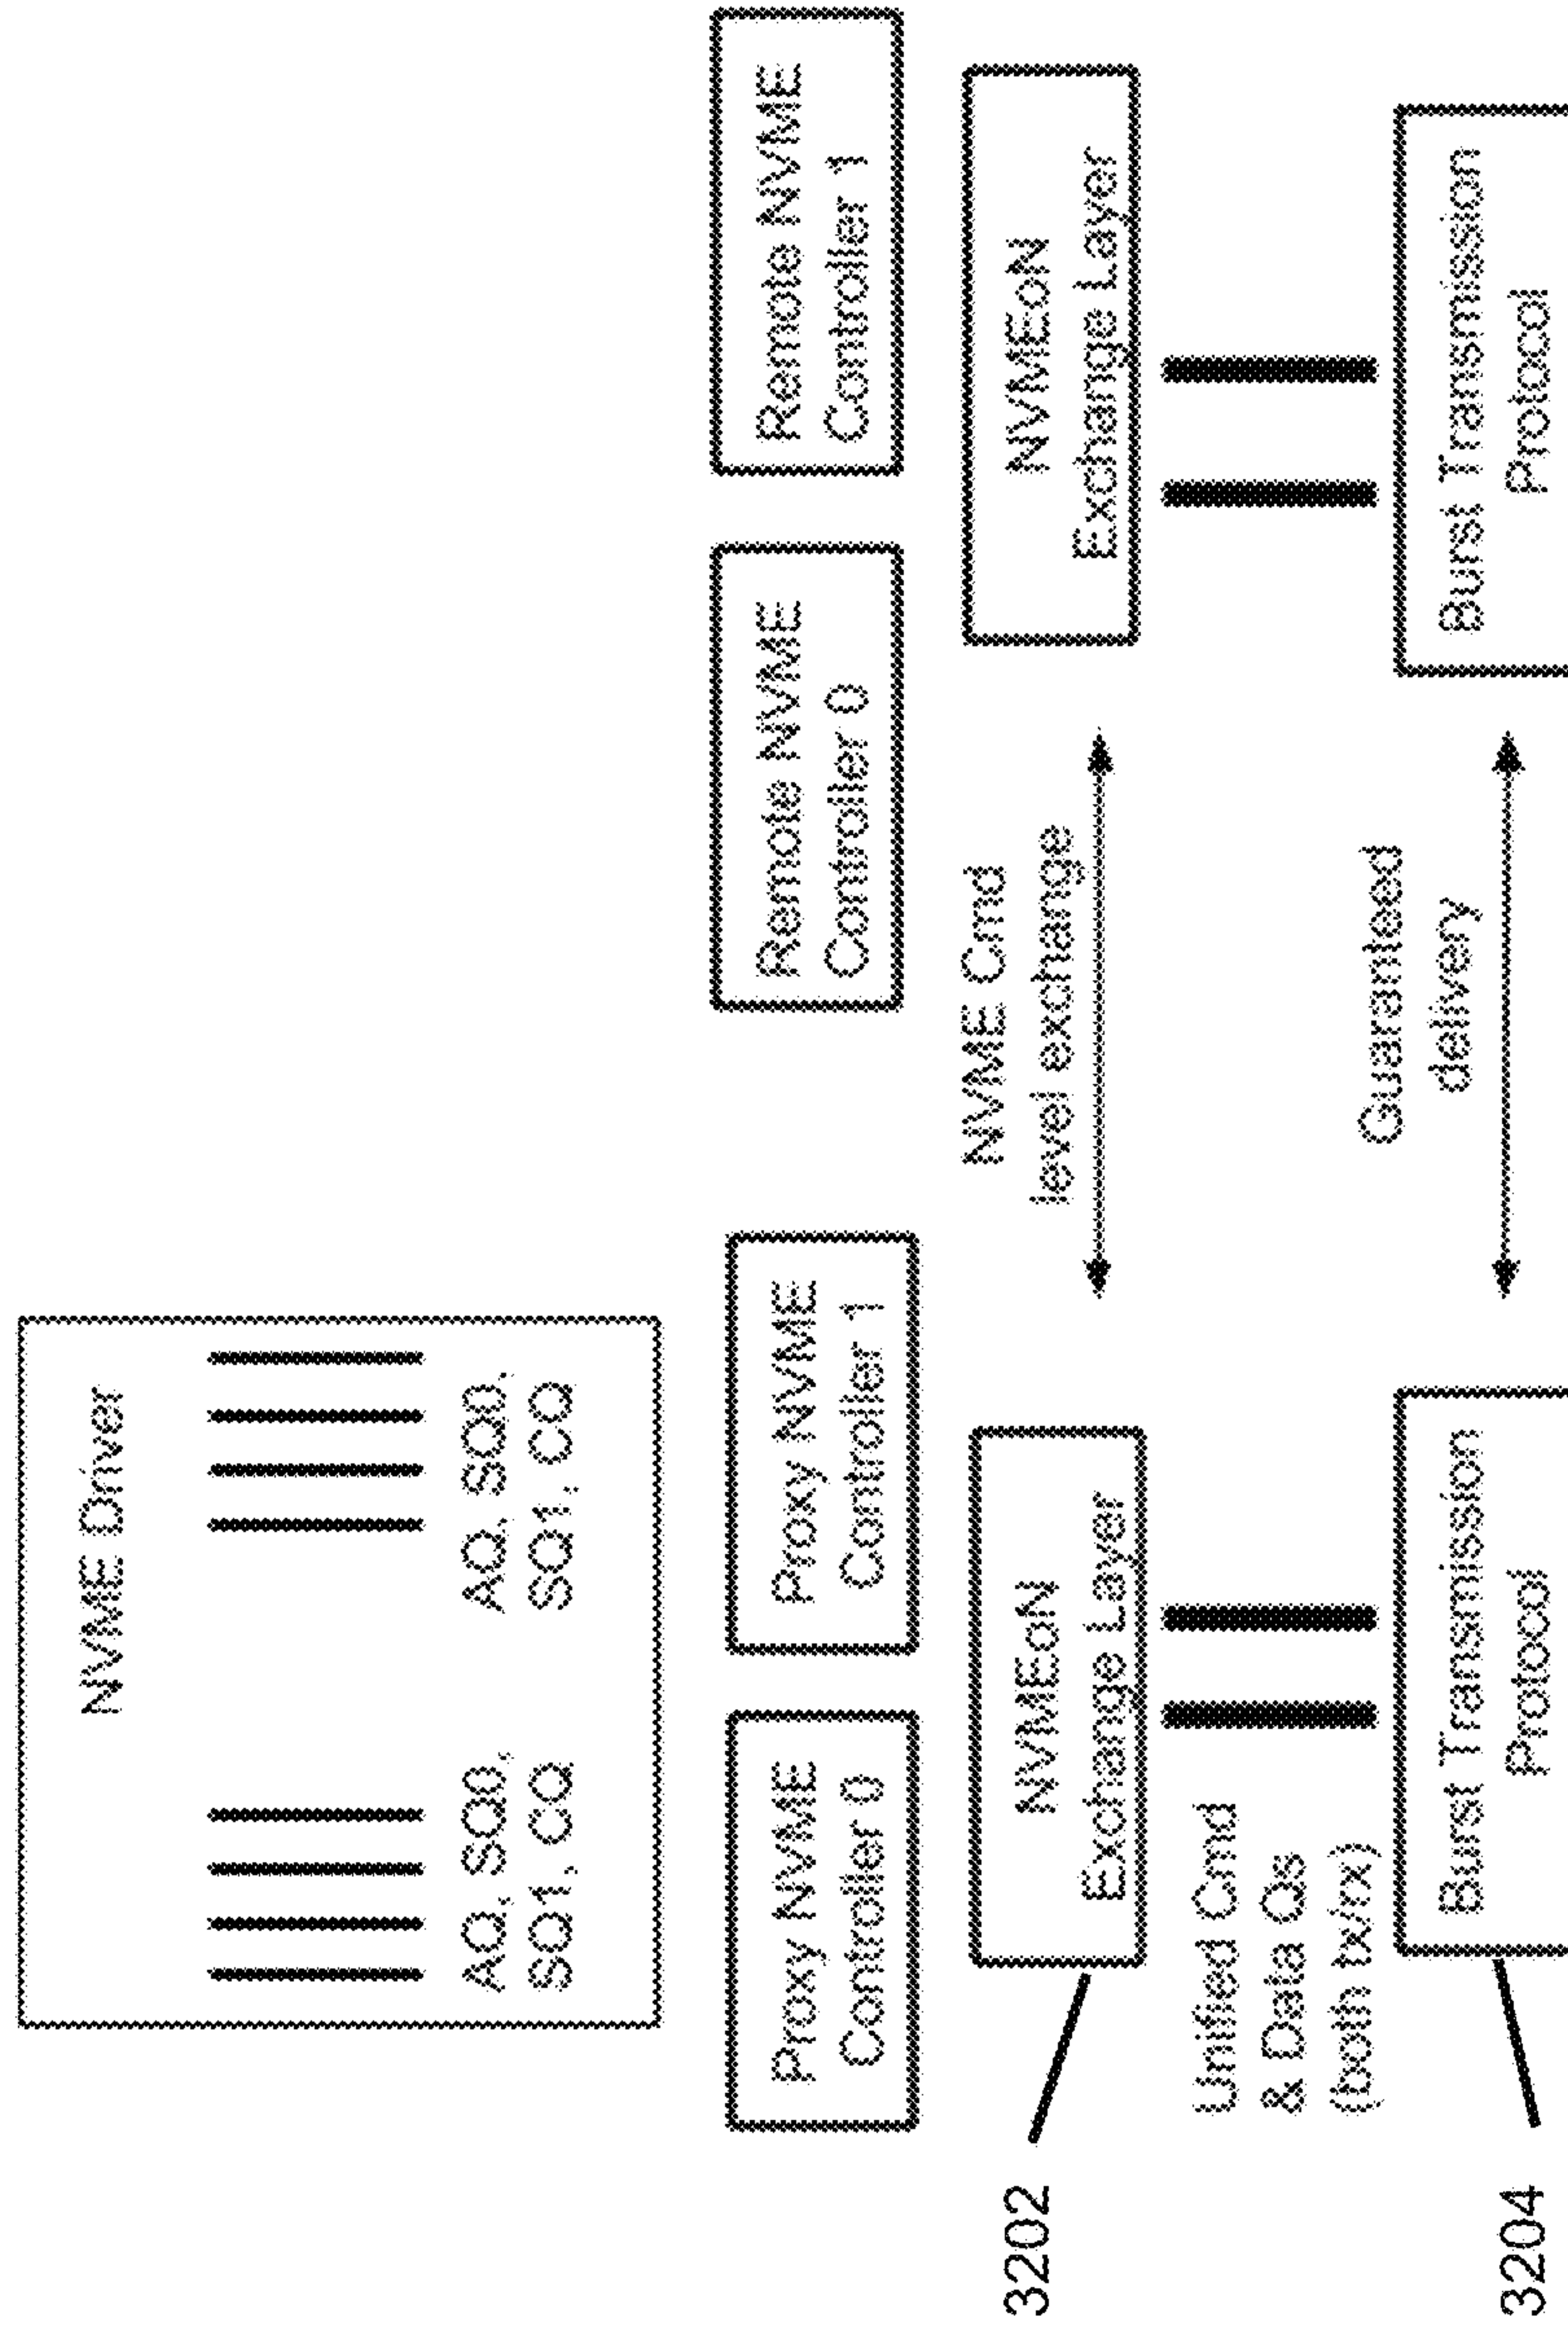 NVME Driver
AQ, SQ0,
SQ1, CQ
AQ, SQ0,
SQ1, CQ
Proxy NVME
Controller 0
Proxy NVME
Controller 1
Remote NVME
Controller 0
Remote NVME
Controller 1
3202
NVMEoN
Exchange Layer
NVME Cmd
level exchange
NVMEoN
Exchange Layer
Unified Cmd
& Data Qs
(both tx/rx)
3204
Burst Transmission
Protocol
Guaranteed
delivery
Burst Transmission
Protocol